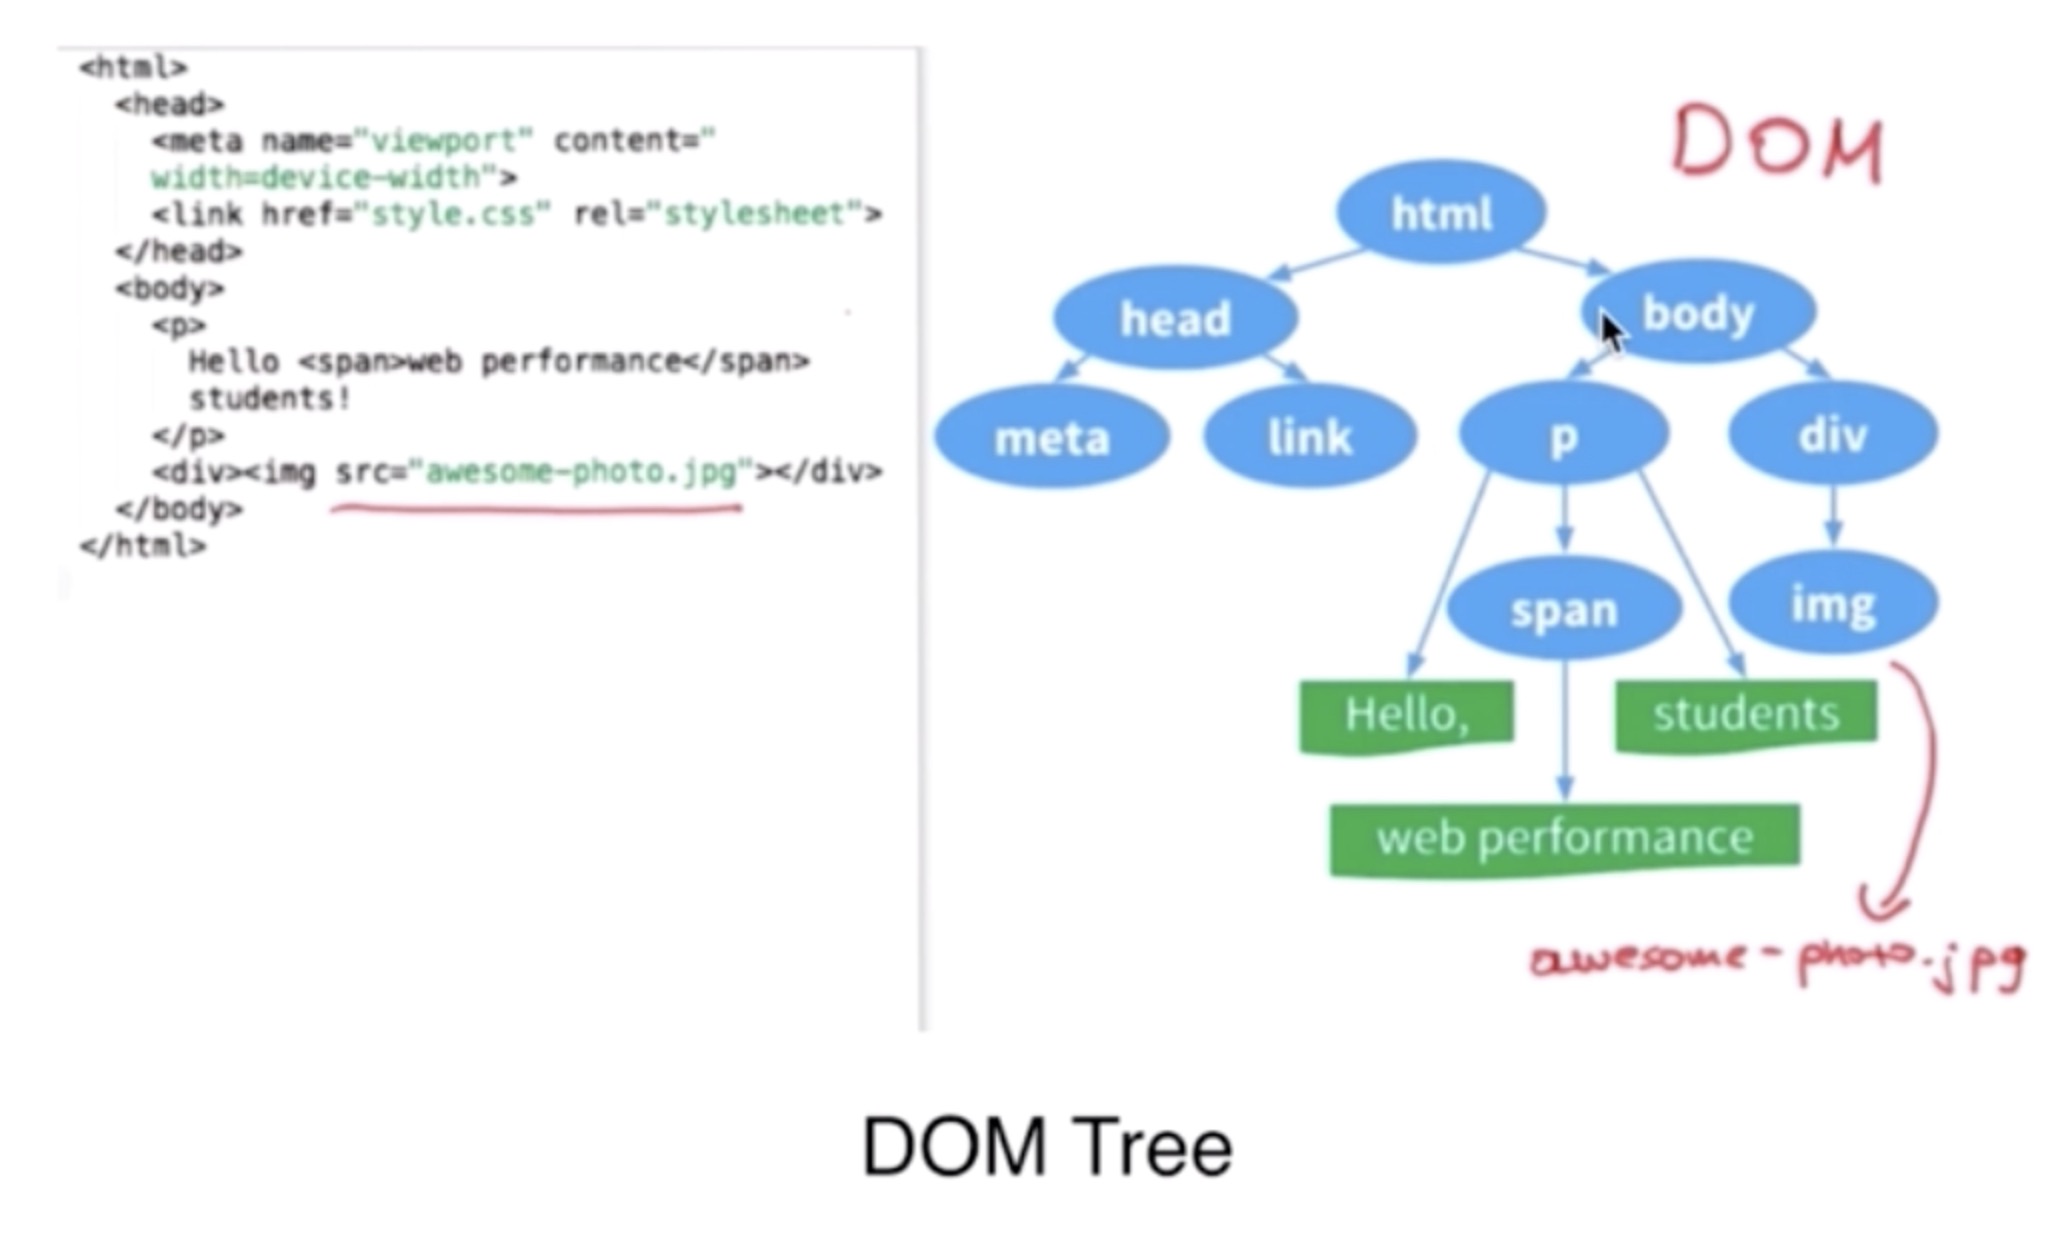 <html>
<head>
<meta name="viewport" content="
width=device-width">
<link href="style.css" rel="stylesheet">
</head>
<body>
<p>
Hello <span>web performance</span>
students!
</p>
<div><img src="awesome-photo.jpg"></div>
</body>
</html>
DOM
html
head
body
meta
link
p
div
span
img
Hello,
students
web performance
awesome-photo.jpg
DOM Tree